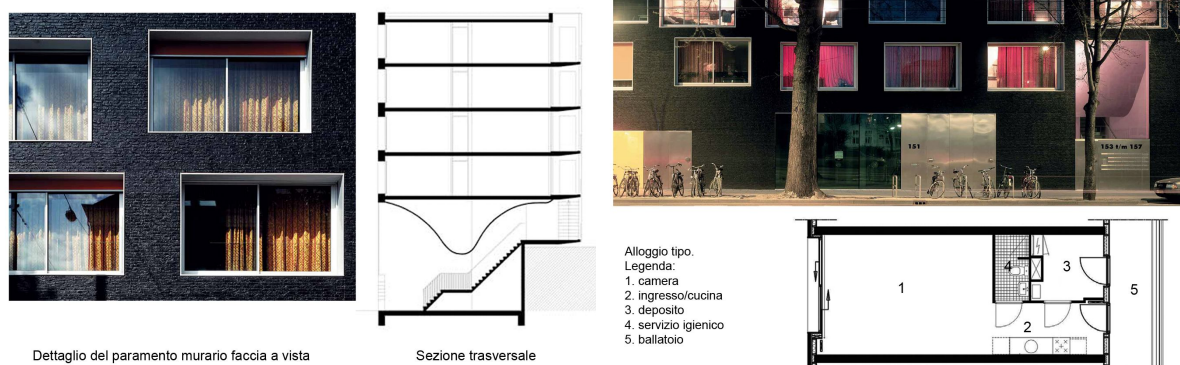 151
153 t/m 157
Alloggio tipo.
Legenda:
1. camera
2. ingresso/cucina
3. deposito
4. servizio igienico
5. ballatoio
1
4
3
5
2
Dettaglio del paramento murario faccia a vista
Sezione trasversale